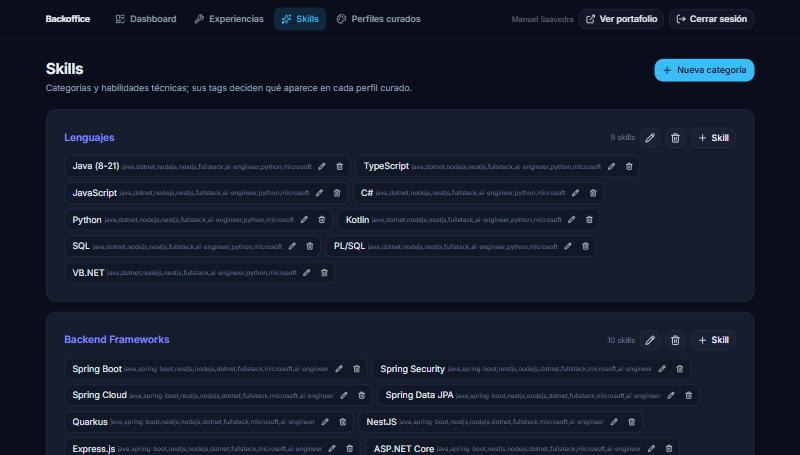 Backoffice Dashboard Experiencias Skills Perfiles curados Manuel Saavedra Ver portafolio Cerrar sesión
Skills
Nueva categoría
Categorías y habilidades técnicas; sus tags deciden qué aparece en cada perfil curado.
Lenguajes 9 skills + Skill
Java (8-21) java,dotnet,nodejs,nestjs,fullstack,ai-engineer,python,microsoft TypeScript java,dotnet,nodejs,nestjs,fullstack,ai-engineer,python,microsoft
JavaScript java,dotnet,nodejs,nestjs,fullstack,ai-engineer,python,microsoft C# java,dotnet,nodejs,nestjs,fullstack,ai-engineer,python,microsoft
Python java,dotnet,nodejs,nestjs,fullstack,ai-engineer,python,microsoft Kotlin java,dotnet,nodejs,nestjs,fullstack,ai-engineer,python,microsoft
SQL java,dotnet,nodejs,nestjs,fullstack,ai-engineer,python,microsoft PL/SQL java,dotnet,nodejs,nestjs,fullstack,ai-engineer,python,microsoft
VB.NET java,dotnet,nodejs,nestjs,fullstack,ai-engineer,python,microsoft
Backend Frameworks 10 skills + Skill
Spring Boot java,spring-boot,nestjs,nodejs,dotnet,fullstack,microsoft,ai-engineer Spring Security java,spring-boot,nestjs,nodejs,dotnet,fullstack,microsoft,ai-engineer
Spring Cloud java,spring-boot,nestjs,nodejs,dotnet,fullstack,microsoft,ai-engineer Spring Data JPA java,spring-boot,nestjs,nodejs,dotnet,fullstack,microsoft,ai-engineer
Quarkus java,spring-boot,nestjs,nodejs,dotnet,fullstack,microsoft,ai-engineer NestJS java,spring-boot,nestjs,nodejs,dotnet,fullstack,microsoft,ai-engineer
Express.js java,spring-boot,nestjs,nodejs,dotnet,fullstack,microsoft,ai-engineer ASP.NET Core java,spring-boot,nestjs,nodejs,dotnet,fullstack,microsoft,ai-engineer